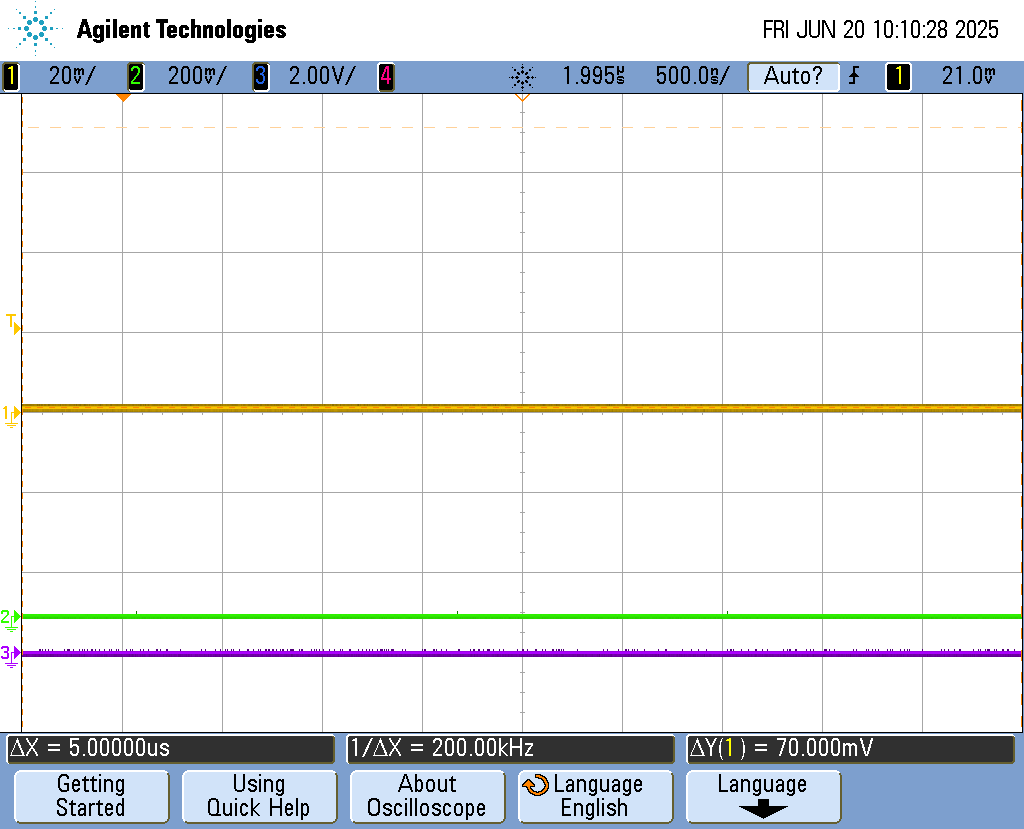 Agilent Technologies
FRI JUN 20 10:10:28 2025
1 20mV/ 2 200mV/ 3 2.00V/ 4 1.995us 500.0ns/ Auto? 1 21.0mV
T
1
2
3
ΔX = 5.00000us 1/ΔX = 200.00kHz ΔY(1) = 70.000mV
Getting Started
Using Quick Help
About Oscilloscope
Language English
Language